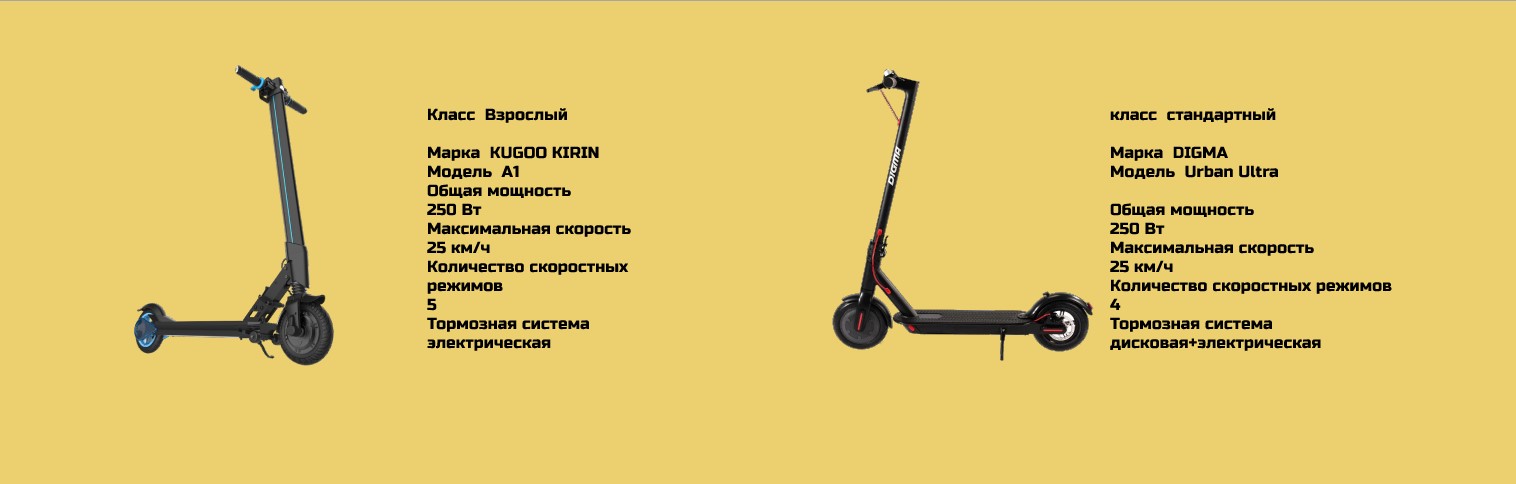 Класс Взрослый
Марка KUGOO KIRIN
Модель A1
Общая мощность
250 Вт
Максимальная скорость
25 км/ч
Количество скоростных
режимов
5
Тормозная система
электрическая
DIGMA
класс стандартный
Марка DIGMA
Модель Urban Ultra
Общая мощность
250 Вт
Максимальная скорость
25 км/ч
Количество скоростных режимов
4
Тормозная система
дисковая+электрическая